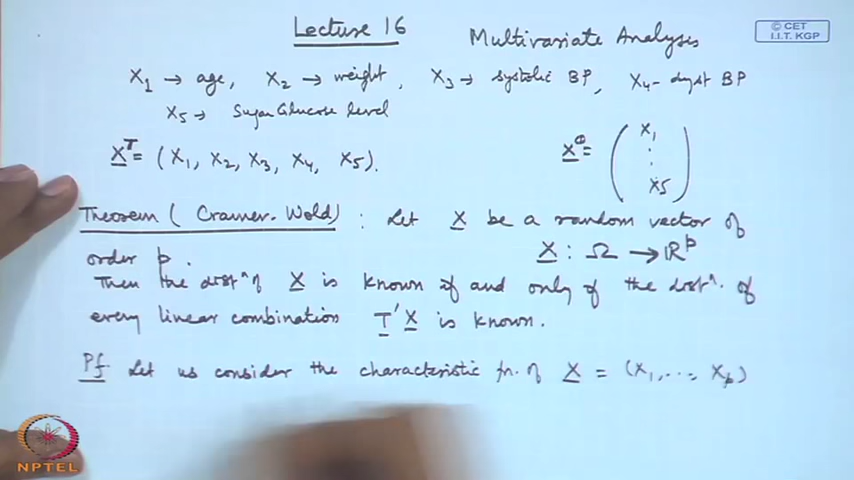 Lecture 16
Multivariate Analysis
© CET
I.I.T. KGP
X₁ → age, X₂ → weight, X₃ → systolic BP, X₄ - dyst BP
X₅ → Sugar Glucose level
X^T = (X₁, X₂, X₃, X₄, X₅).
X = (X₁ ⋮ X₅)
Theorem (Cramer-Wold) : Let X be a random vector of
order p. X : Ω → ℝ^p
Then the distⁿ of X is known if and only if the distⁿ. of
every linear combination T'X is known.
Pf. Let us consider the characteristic fn. of X = (X₁, ..., Xp)
NPTEL